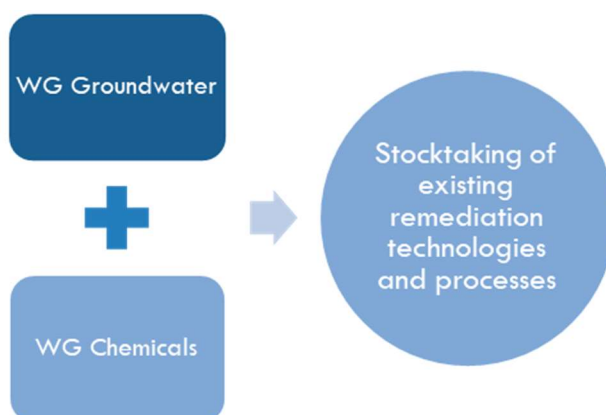 WG Groundwater
WG Chemicals
Stocktaking of
existing
remediation
technologies
and processes